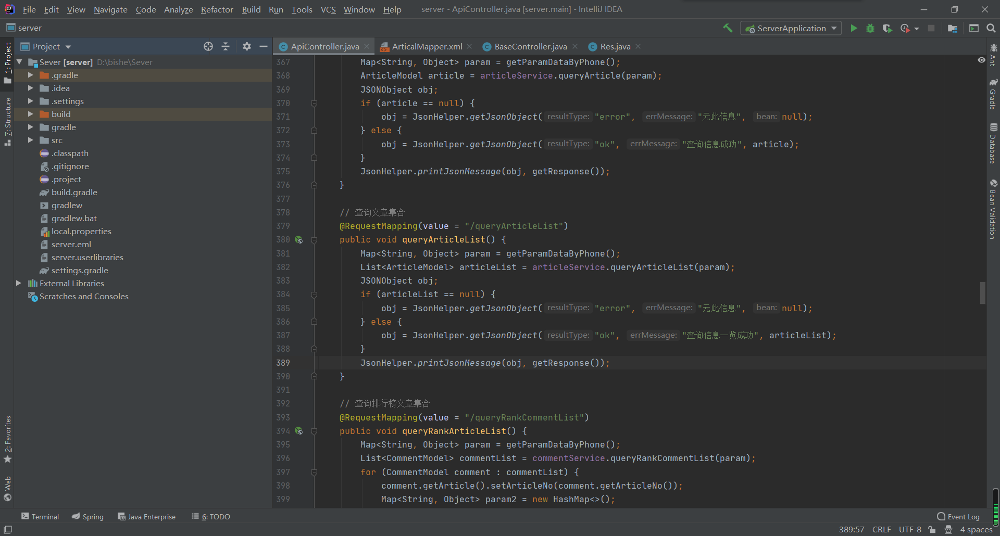 File Edit View Navigate Code Analyze Refactor Build Run Tools VCS Window Help server - ApiController.java [server.main] - IntelliJ IDEA
server ServerApplication
1: Project
7: Structure
2: Favorites
Web
Project
Sever [server] D:\bishe\Sever
.gradle
.idea
.settings
build
gradle
src
.classpath
.gitignore
.project
build.gradle
gradlew
gradlew.bat
local.properties
server.eml
server.userlibraries
settings.gradle
External Libraries
Scratches and Consoles
ApiController.java ArticalMapper.xml BaseController.java Res.java
367 Map<String, Object> param = getParamDataByPhone();
368 ArticleModel article = articleService.queryArticle(param);
369 JSONObject obj;
370 if (article == null) {
371 obj = JsonHelper.getJsonObject( resultType: "error", errMessage: "无此信息", bean: null);
372 } else {
373 obj = JsonHelper.getJsonObject( resultType: "ok", errMessage: "查询信息成功", article);
374 }
375 JsonHelper.printJsonMessage(obj, getResponse());
376 }
377
378 // 查询文章集合
379 @RequestMapping(value = "/queryArticleList")
380 public void queryArticleList() {
381 Map<String, Object> param = getParamDataByPhone();
382 List<ArticleModel> articleList = articleService.queryArticleList(param);
383 JSONObject obj;
384 if (articleList == null) {
385 obj = JsonHelper.getJsonObject( resultType: "error", errMessage: "无此信息", bean: null);
386 } else {
387 obj = JsonHelper.getJsonObject( resultType: "ok", errMessage: "查询信息一览成功", articleList);
388 }
389 JsonHelper.printJsonMessage(obj, getResponse());
390 }
391
392 // 查询排行榜文章集合
393 @RequestMapping(value = "/queryRankCommentList")
394 public void queryRankArticleList() {
395 Map<String, Object> param = getParamDataByPhone();
396 List<CommentModel> commentList = commentService.queryRankCommentList(param);
397 for (CommentModel comment : commentList) {
398 comment.getArticle().setArticleNo(comment.getArticleNo());
399 Map<String, Object> param2 = new HashMap<>();
Ant
Gradle
Database
Bean Validation
Terminal Spring Java Enterprise 6: TODO Event Log
389:57 CRLF UTF-8 4 spaces